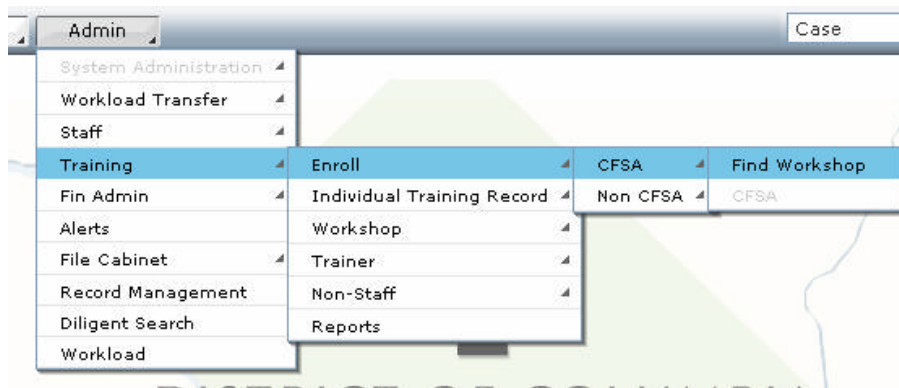 Admin
Case
System Administration
Workload Transfer
Staff
Training
Fin Admin
Alerts
File Cabinet
Record Management
Diligent Search
Workload
Enroll
Individual Training Record
Workshop
Trainer
Non-Staff
Reports
CFSA
Non CFSA
Find Workshop
CFSA